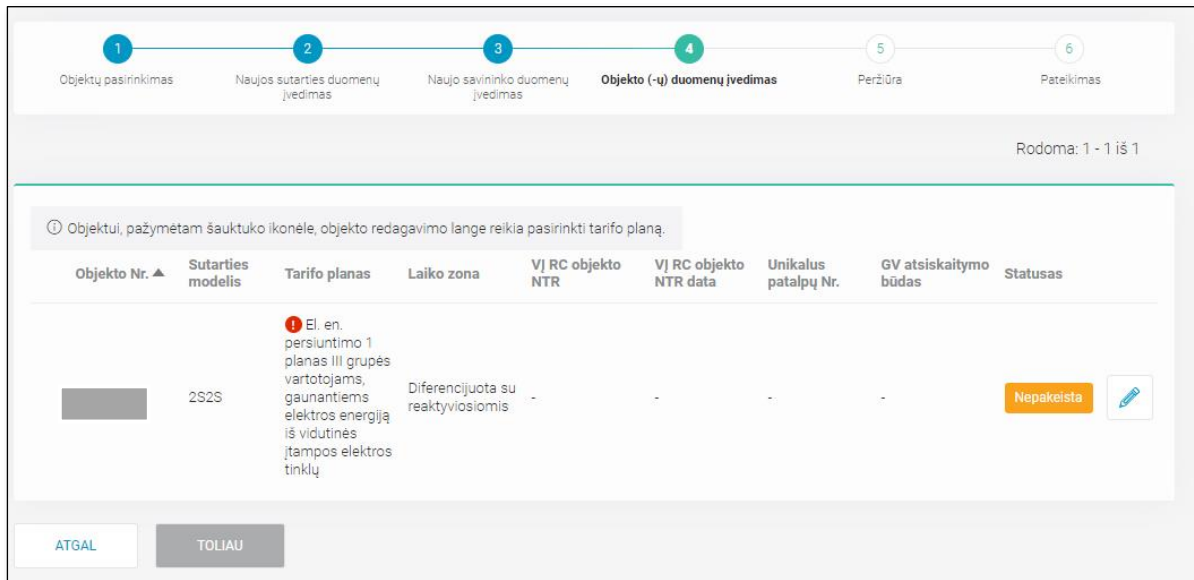 1
2
3
4
5
6
Objektų pasirinkimas
Naujos sutarties duomenų
įvedimas
Naujo savininko duomenų
įvedimas
Objekto (-ų) duomenų įvedimas
Peržiūra
Pateikimas
Rodoma: 1 - 1 iš 1
Objektui, pažymėtam šauktuko ikonėle, objekto redagavimo lange reikia pasirinkti tarifo planą.
Objekto Nr. ▲
Sutarties
modelis
Tarifo planas
Laiko zona
VĮ RC objekto
NTR
VĮ RC objekto
NTR data
Unikalus
patalpų Nr.
GV atsiskaitymo
būdas
Statusas
2S2S
El. en.
persiuntimo 1
planas III grupės
vartotojams,
gaunantiems
elektros energiją
iš vidutinės
įtampos elektros
tinklų
Diferencijuota su
reaktyviosiomis
-
-
-
-
Nepakeista
ATGAL
TOLIAU